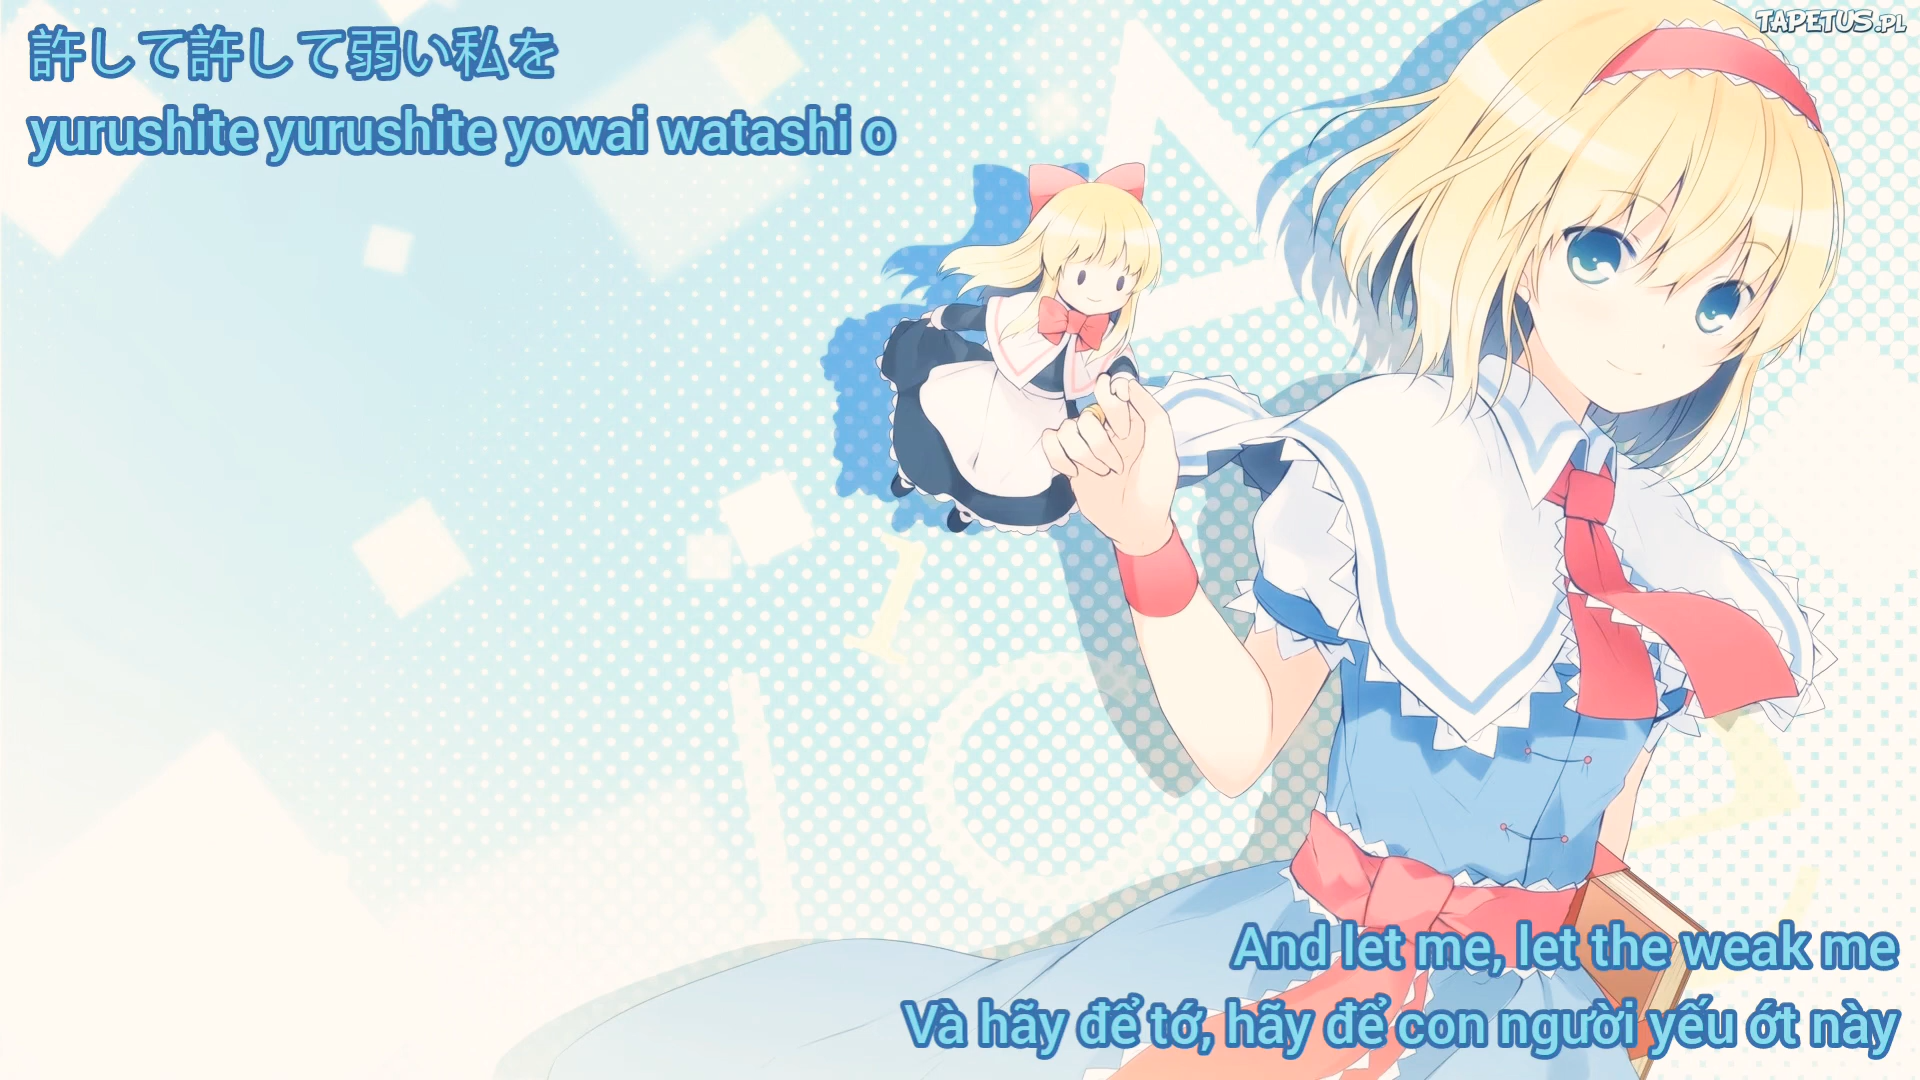 許して許して弱い私を
yurushite yurushite yowai watashi o
TAPETUS.PL
And let me, let the weak me
Và hãy để tớ, hãy để con người yếu ớt này